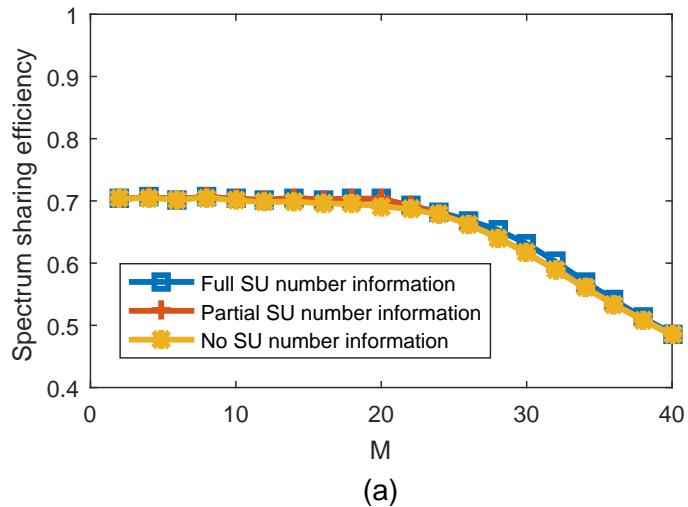 Spectrum sharing efficiency
1
0.9
0.8
0.7
0.6
0.5
0.4
Full SU number information
Partial SU number information
No SU number information
0 10 20 30 40
M
(a)